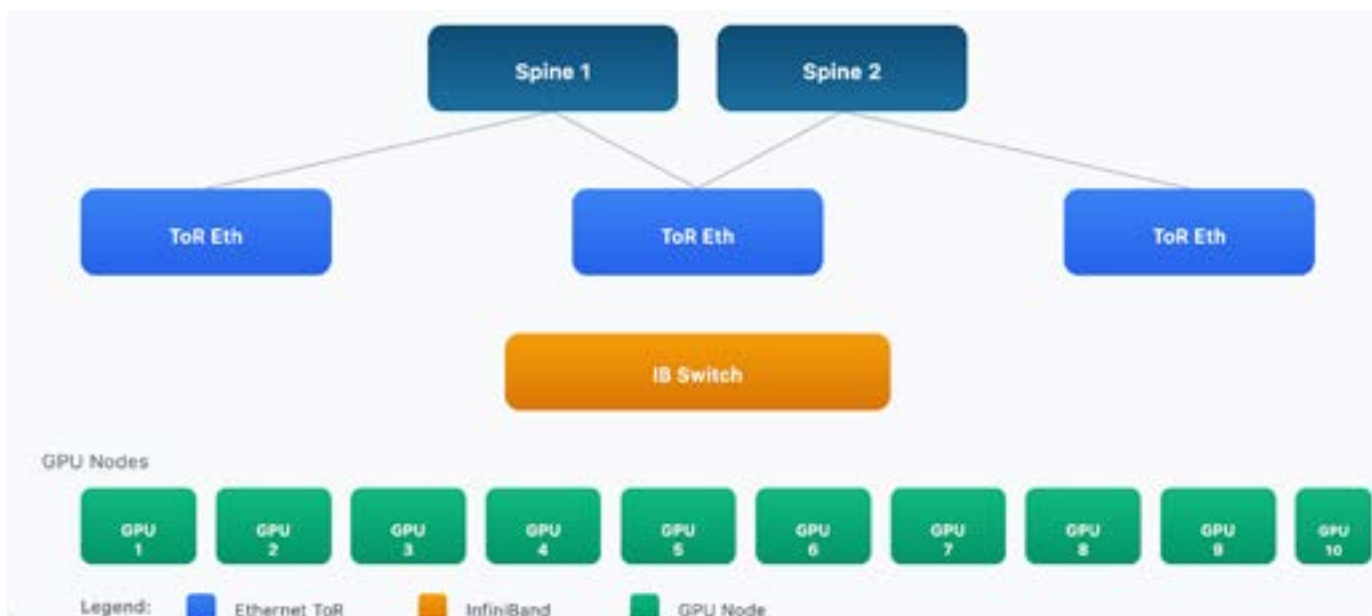 Spine 1 Spine 2
ToR Eth ToR Eth ToR Eth
IB Switch
GPU Nodes
GPU GPU GPU GPU GPU GPU GPU GPU GPU GPU
1 2 3 4 5 6 7 8 9 10
Legend: Ethernet ToR InfiniBand GPU Node